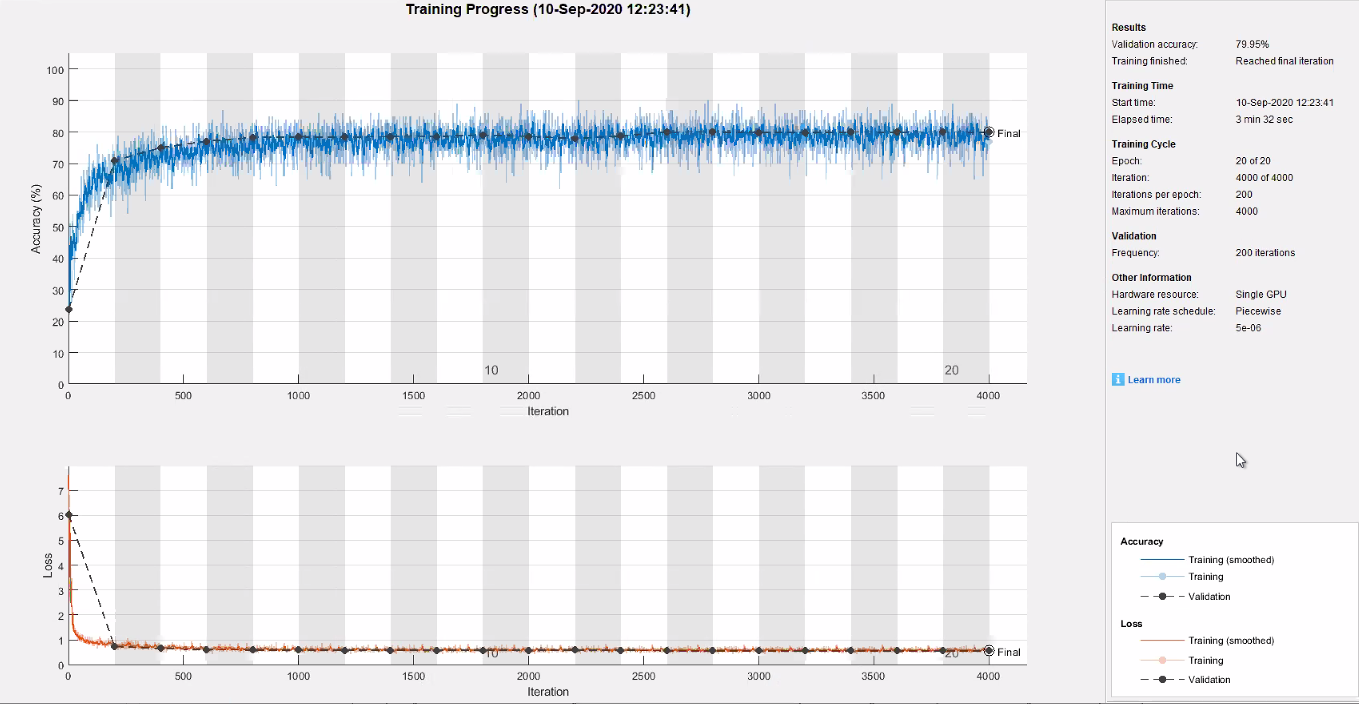 Training Progress (10-Sep-2020 12:23:41)
100
90
80
70
60
50
40
30
20
10
0
Accuracy (%)
Final
10
20
0
500
1000
1500
2000
2500
3000
3500
4000
Iteration
7
6
5
4
3
2
1
0
Loss
10
20
Final
0
500
1000
1500
2000
2500
3000
3500
4000
Iteration
Results
Validation accuracy: 79.95%
Training finished: Reached final iteration
Training Time
Start time: 10-Sep-2020 12:23:41
Elapsed time: 3 min 32 sec
Training Cycle
Epoch: 20 of 20
Iteration: 4000 of 4000
Iterations per epoch: 200
Maximum iterations: 4000
Validation
Frequency: 200 iterations
Other Information
Hardware resource: Single GPU
Learning rate schedule: Piecewise
Learning rate: 5e-06
i Learn more
Accuracy
Training (smoothed)
Training
Validation
Loss
Training (smoothed)
Training
Validation